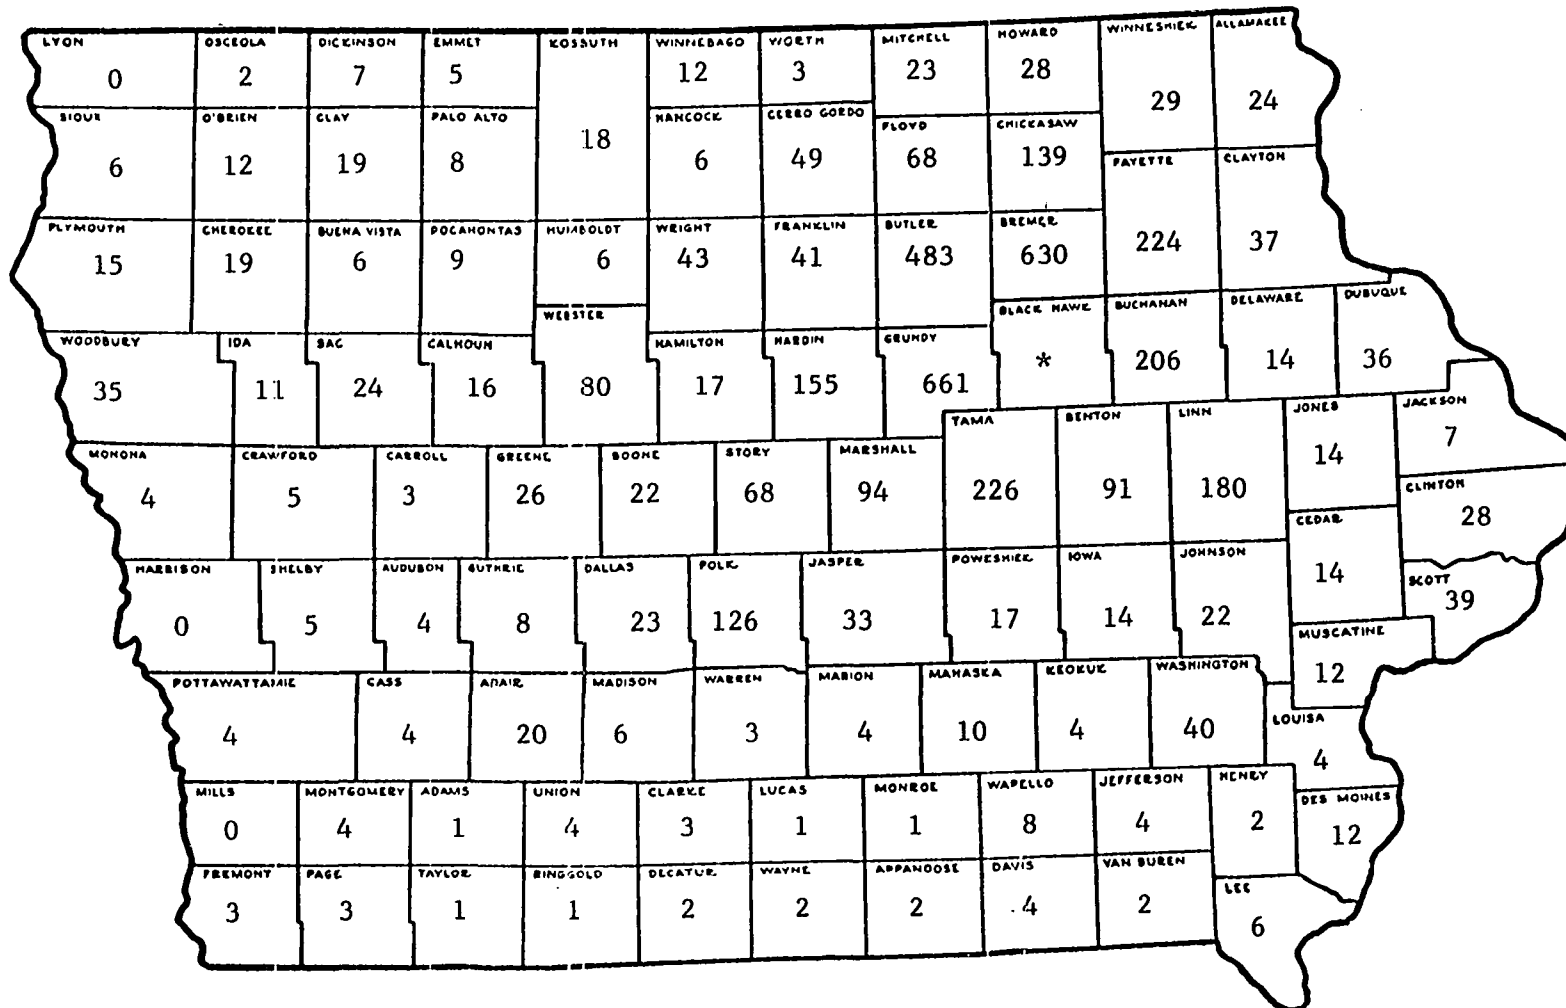 LYON OSCEOLA DICKINSON EMMET KOSSUTH WINNEBAGO WORTH MITCHELL HOWARD WINNESHIEK ALLAMAKEE
0 2 7 5 18 12 3 23 28 29 24
SIOUX O'BRIEN CLAY PALO ALTO HANCOCK CERRO GORDO FLOYD CHICKASAW FAYETTE CLAYTON
6 12 19 8 6 49 68 139 224 37
PLYMOUTH CHEROKEE BUENA VISTA POCAHONTAS HUMBOLDT WRIGHT FRANKLIN BUTLER BREMER
15 19 6 9 6 43 41 483 630
WOODBURY IDA SAC CALHOUN WEBSTER HAMILTON HARDIN GRUNDY BLACK HAWK BUCHANAN DELAWARE DUBUQUE
35 11 24 16 80 17 155 661 * 206 14 36
MONONA CRAWFORD CARROLL GREENE BOONE STORY MARSHALL TAMA BENTON LINN JONES JACKSON
4 5 3 26 22 68 94 226 91 180 14 7
CLINTON
28
HARRISON SHELBY AUDUBON GUTHRIE DALLAS POLK JASPER POWESHIEK IOWA JOHNSON CEDAR SCOTT
0 5 4 8 23 126 33 17 14 22 14 39
MUSCATINE
12
POTTAWATTAMIE CASS ADAIR MADISON WARREN MARION MAHASKA KEOKUK WASHINGTON LOUISA
4 4 20 6 3 4 10 4 40 4
MILLS MONTGOMERY ADAMS UNION CLARKE LUCAS MONROE WAPELLO JEFFERSON HENRY DES MOINES
0 4 1 4 3 1 1 8 4 2 12
FREMONT PAGE TAYLOR RINGGOLD DECATUR WAYNE APPANOOSE DAVIS VAN BUREN LEE
3 3 1 1 2 2 2 4 2 6